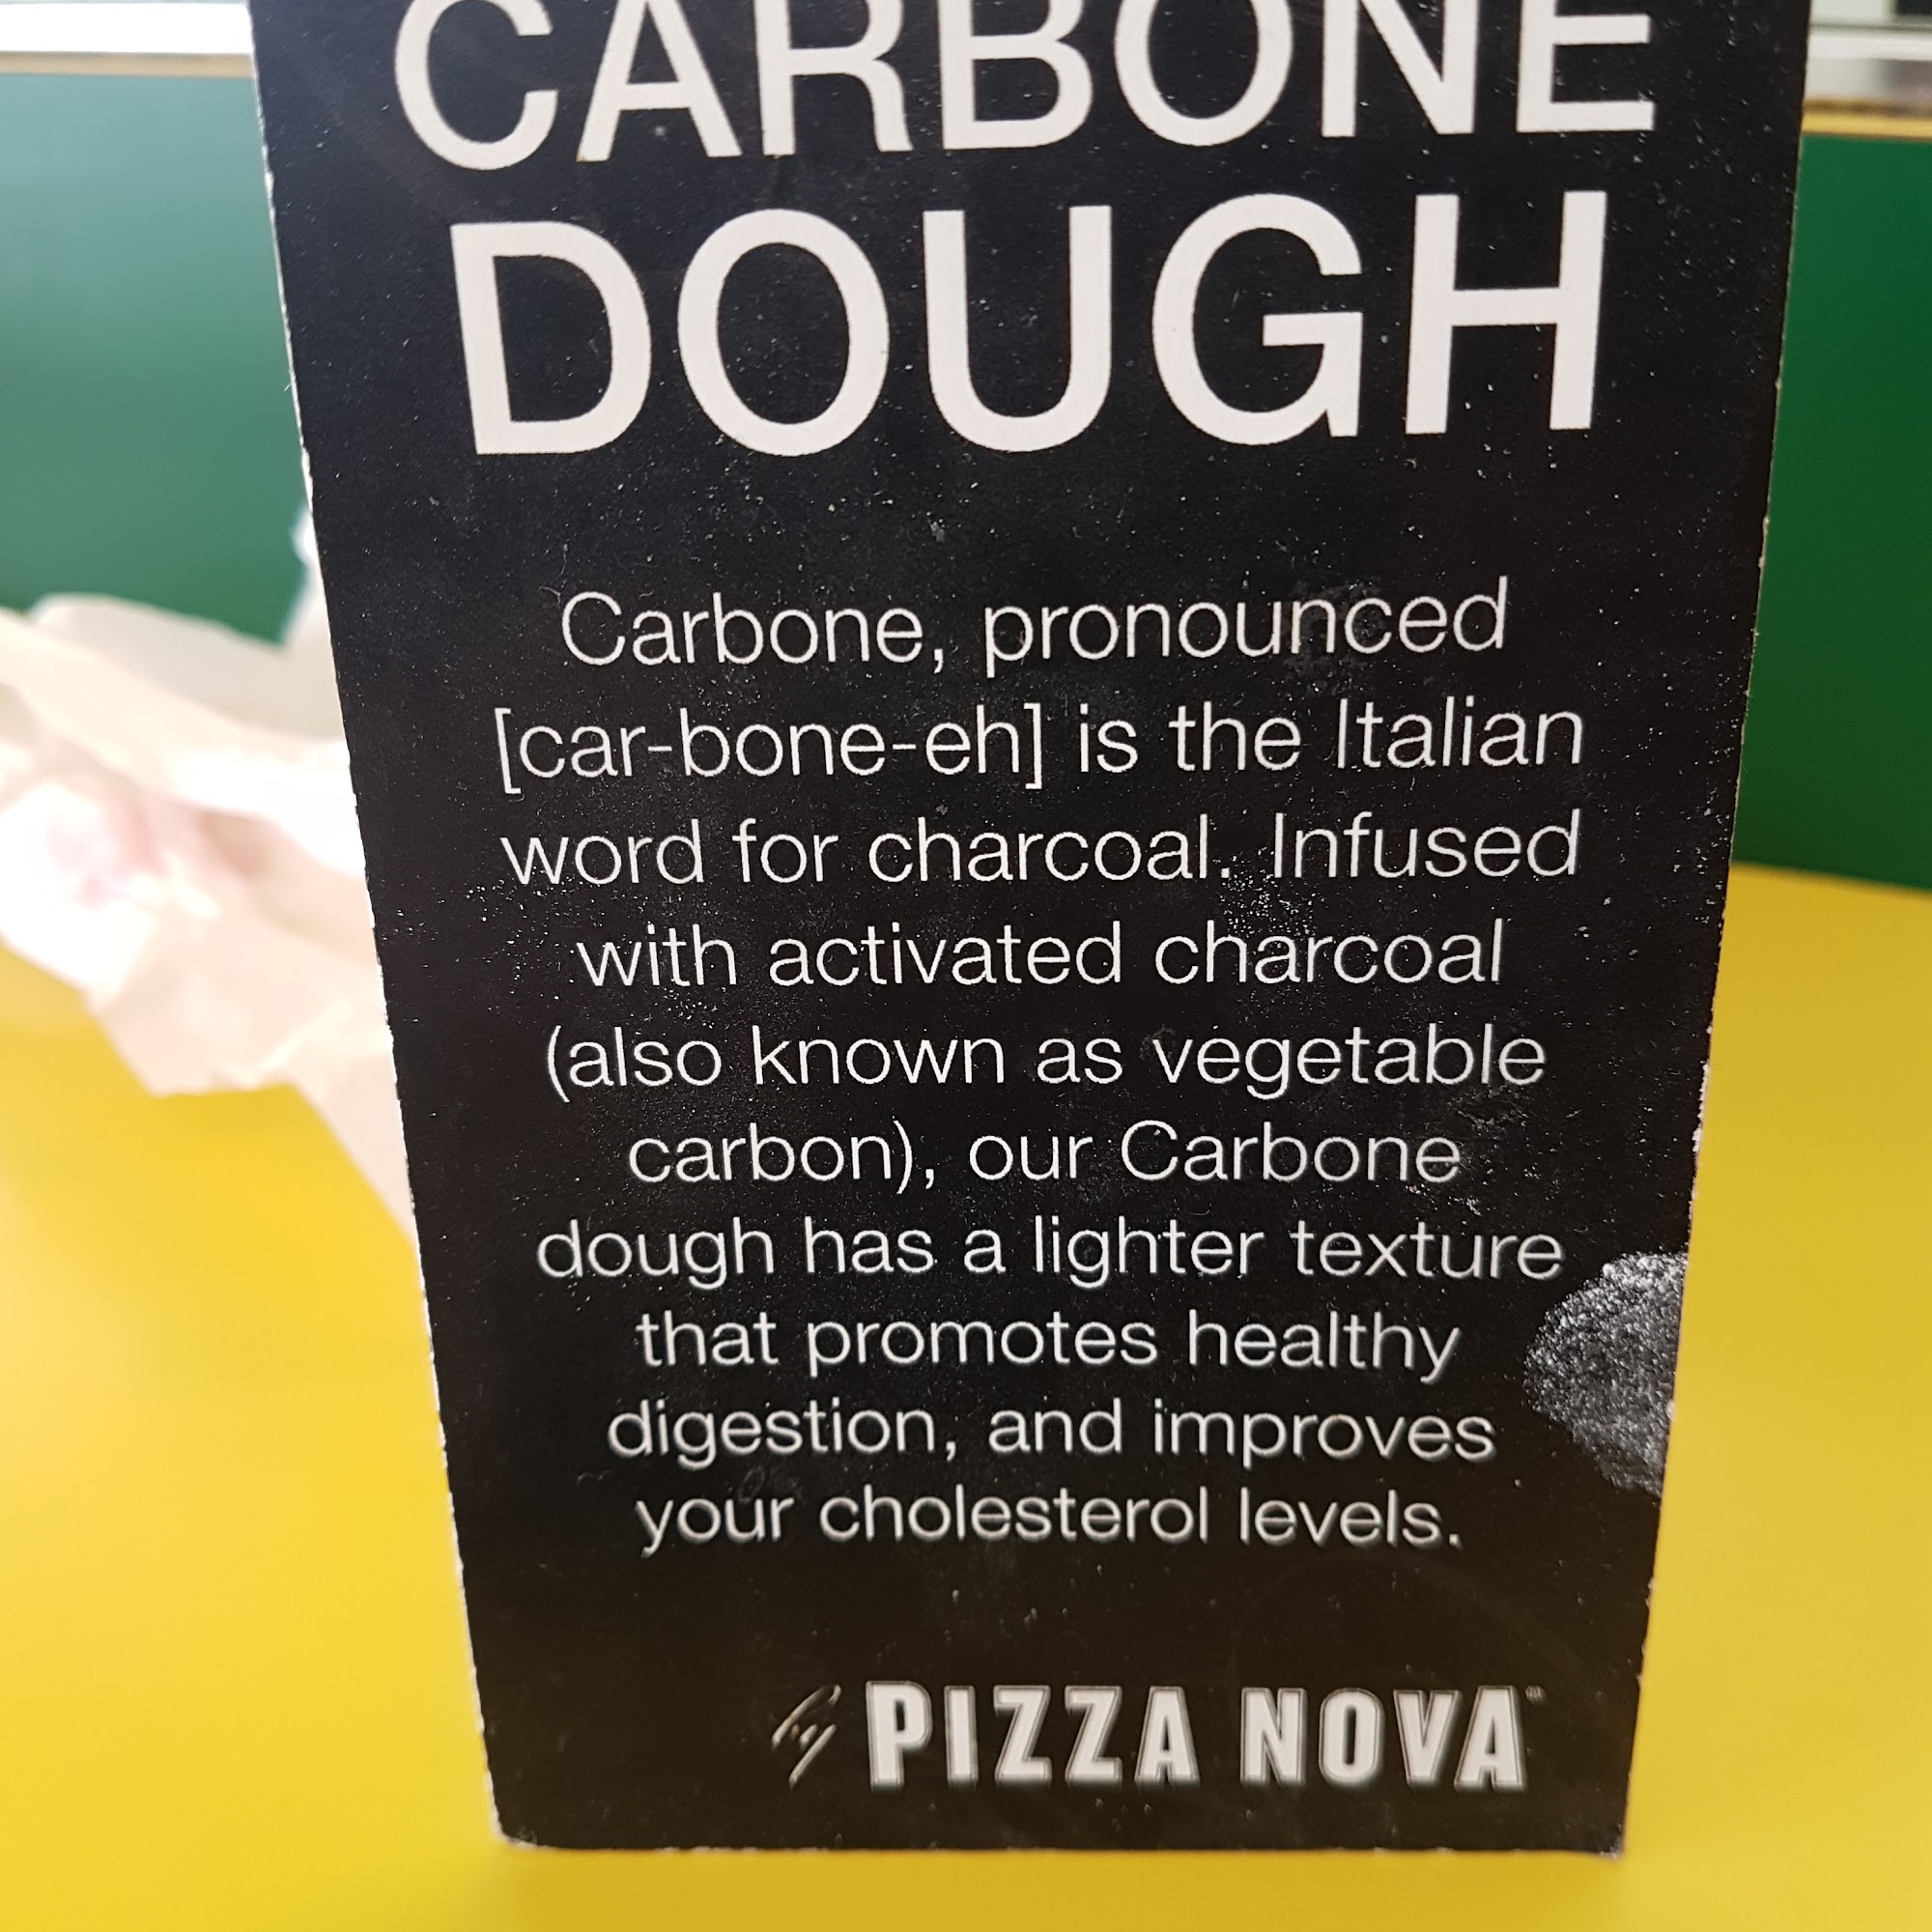 CARBONE
DOUGH
Carbone, pronounced
[car-bone-eh] is the Italian
word for charcoal. Infused
with activated charcoal
(also known as vegetable
carbon), our Carbone
dough has a lighter texture
that promotes healthy
digestion, and improves
your cholesterol levels.
by PIZZA NOVA®